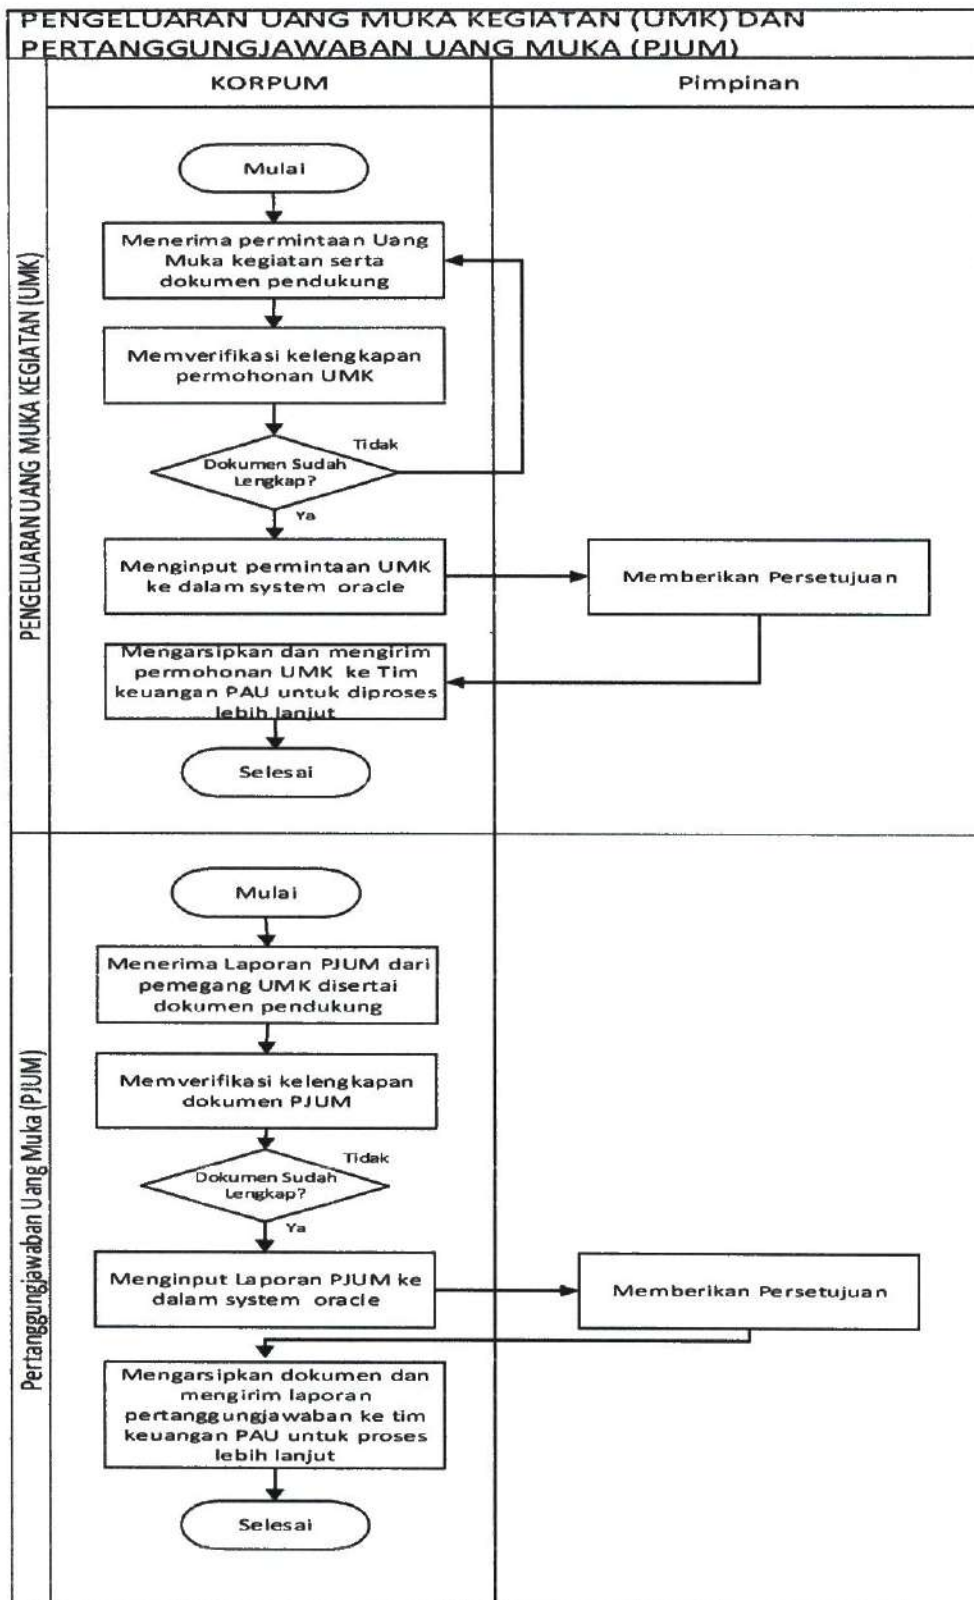 PENGELUARAN UANG MUKA KEGIATAN (UMK) DAN
PERTANGGUNGJAWABAN UANG MUKA (PJUM)
KORPUM
Pimpinan
PENGELUARAN UANG MUKA KEGIATAN (UMK)
Mulai
Menerima permintaan Uang
Muka kegiatan serta
dokumen pendukung
Memverifikasi kelengkapan
permohonan UMK
Tidak
Dokumen Sudah
Lengkap?
Ya
Menginput permintaan UMK
ke dalam system oracle
Memberikan Persetujuan
Mengarsipkan dan mengirim
permohonan UMK ke Tim
keuangan PAU untuk diproses
lebih lanjut
Selesai
Pertanggungjawaban Uang Muka (PJUM)
Mulai
Menerima Laporan PJUM dari
pemegang UMK disertai
dokumen pendukung
Memverifikasi kelengkapan
dokumen PJUM
Tidak
Dokumen Sudah
Lengkap?
Ya
Menginput Laporan PJUM ke
dalam system oracle
Memberikan Persetujuan
Mengarsipkan dokumen dan
mengirim laporan
pertanggungjawaban ke tim
keuangan PAU untuk proses
lebih lanjut
Selesai